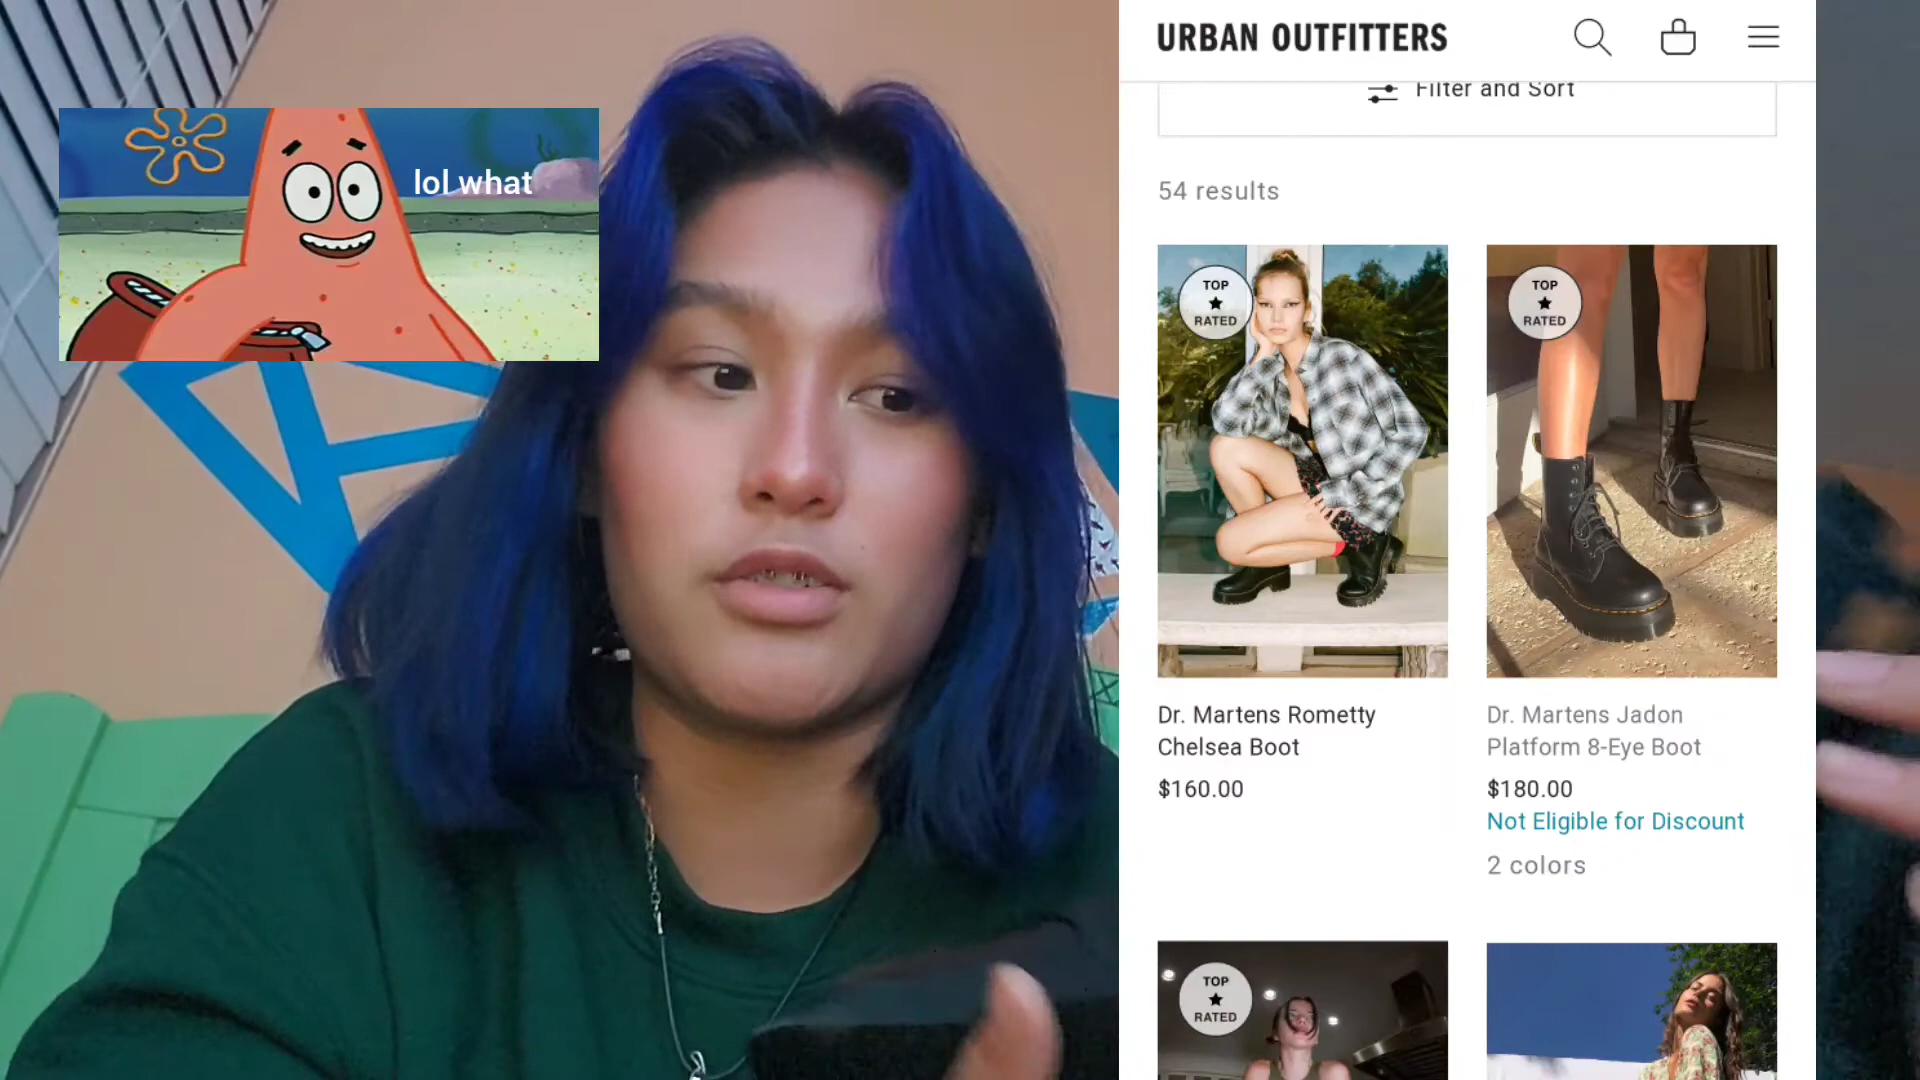 lol what
URBAN OUTFITTERS
Filter and Sort
54 results
TOP
RATED
TOP
RATED
Dr. Martens Rometty
Chelsea Boot
$160.00
Dr. Martens Jadon
Platform 8-Eye Boot
$180.00
Not Eligible for Discount
2 colors
TOP
RATED